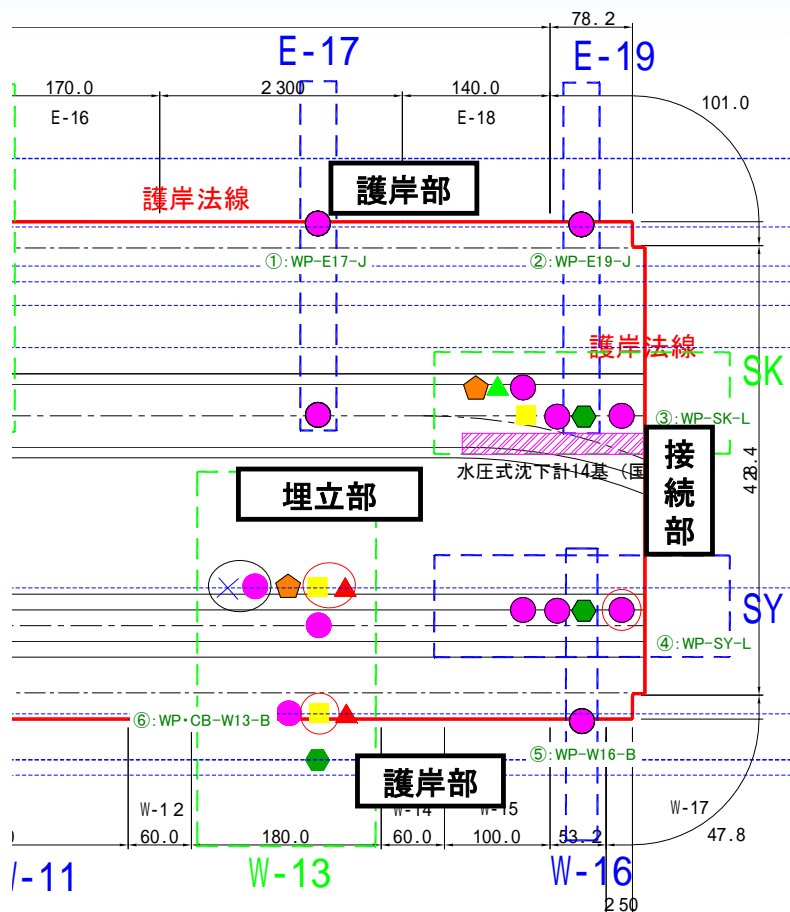 78.2
E-17
E-19
170.0
2300
140.0
101.0
E-16
E-18
護岸部
護岸法線
①:WP-E17-J
②:WP-E19-J
護岸法線
SK
③:WP-SK-L
接続部
水圧式沈下計14基（国
埋立部
SY
④:WP-SY-L
⑥:WP・CB-W13-B
⑤:WP-W16-B
護岸部
W-12
W-14
W-15
W-17
60.0
180.0
60.0
100.0
53.2
47.8
W-13
W-16
250